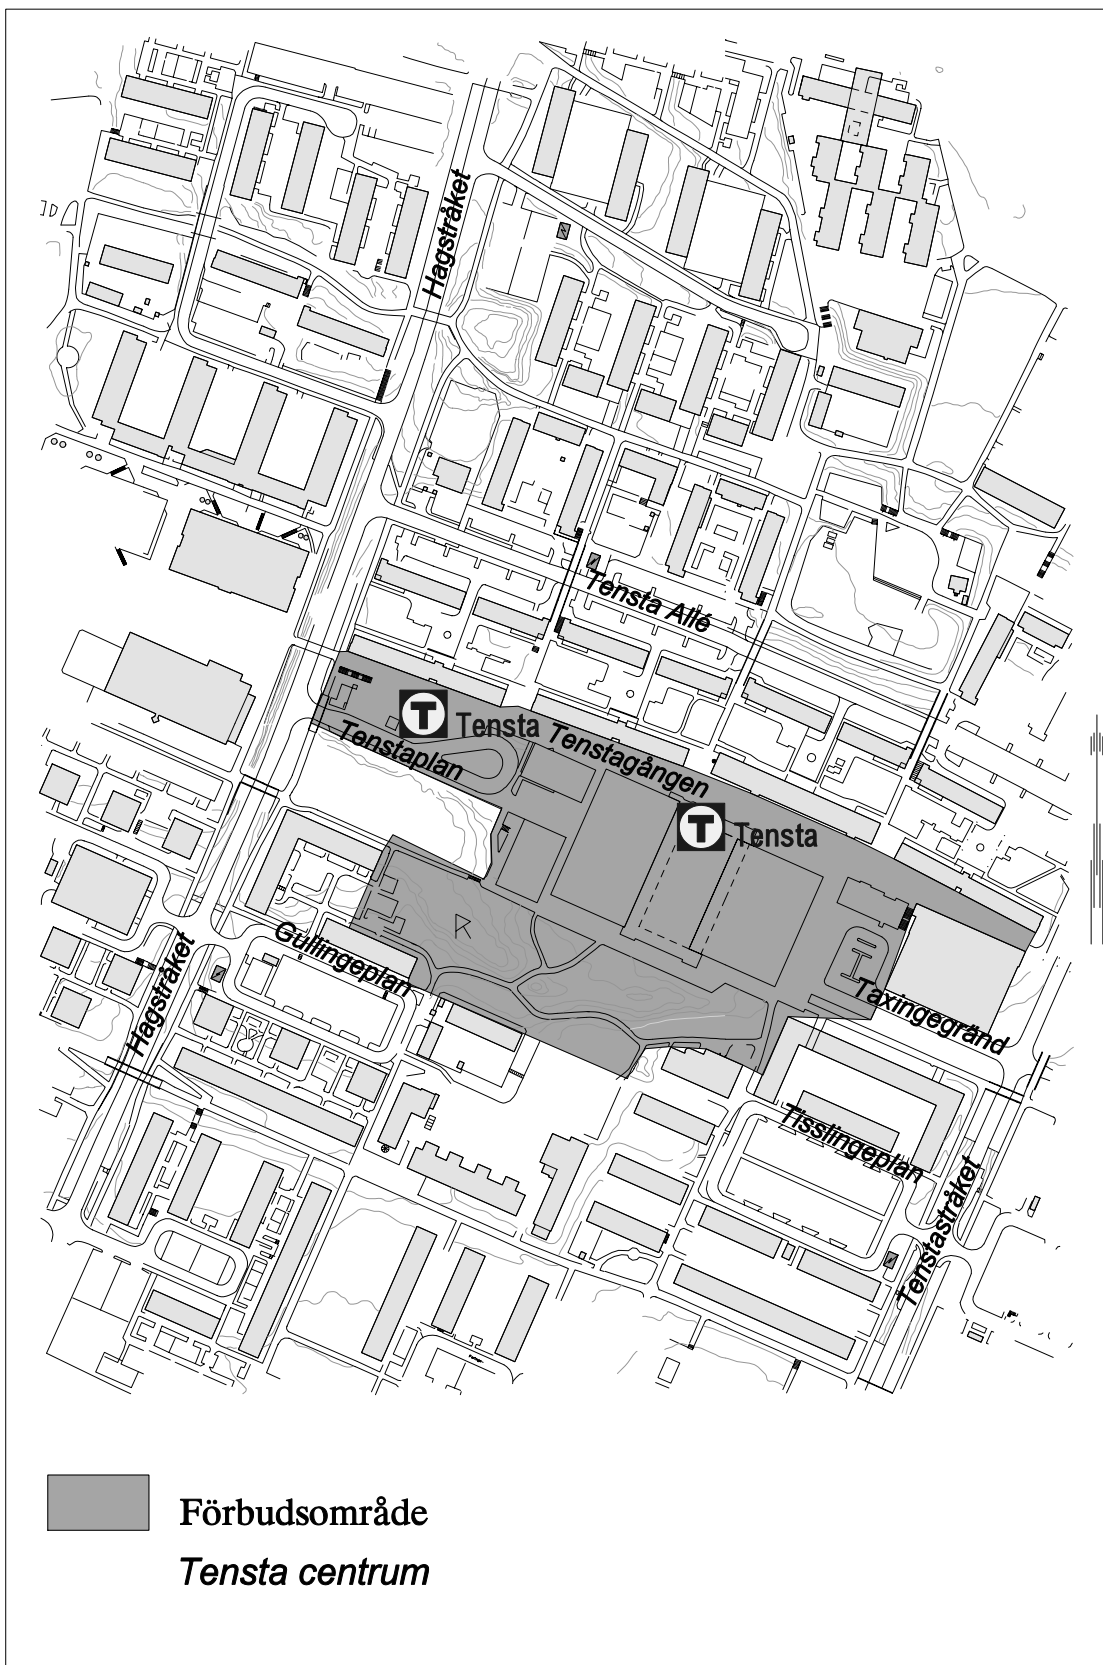 Hagstråket
Tensta Allé
T Tensta
Tenstaplan
Tenstagången
T Tensta
Gullingeplan
Hagstråket
Taxingegränd
Tisslingeplan
Tenstastråket
Förbudsområde
Tensta centrum